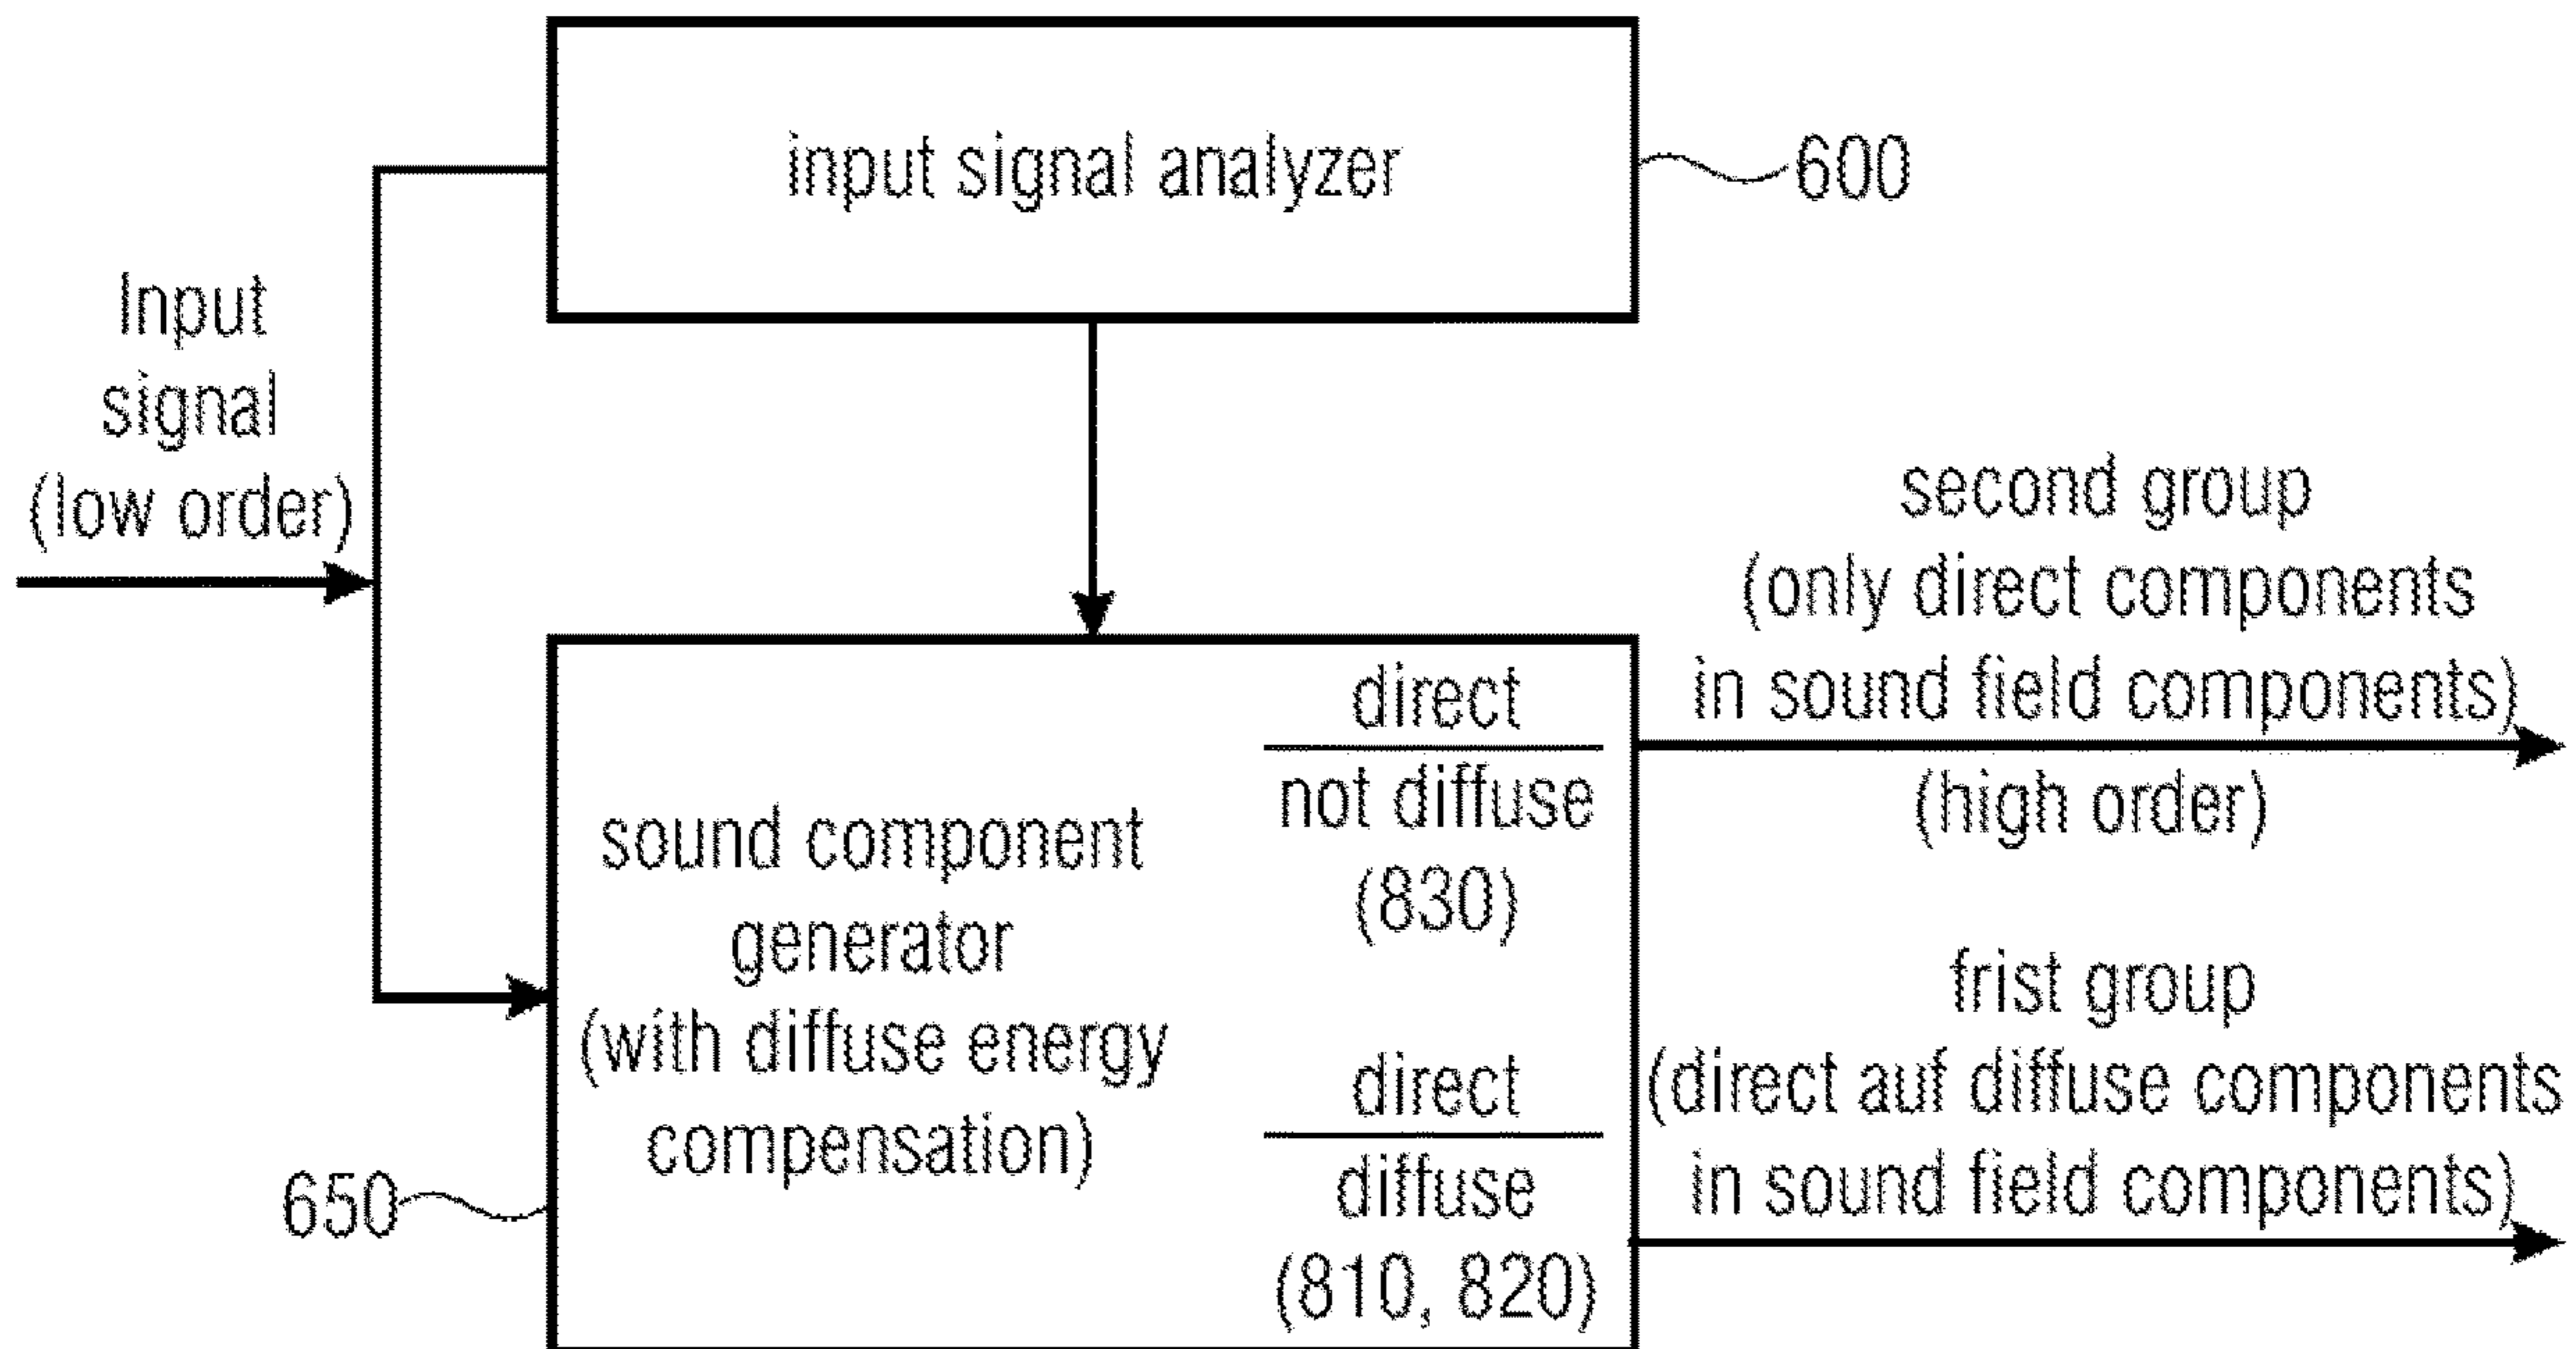 input signal analyzer
600
Input
signal
(low order)
second group
(only direct components
in sound field components)
(high order)
direct
not diffuse
(830)
sound component
generator
(with diffuse energy
compensation)
650
direct
diffuse
(810, 820)
frist group
(direct auf diffuse components
in sound field components)